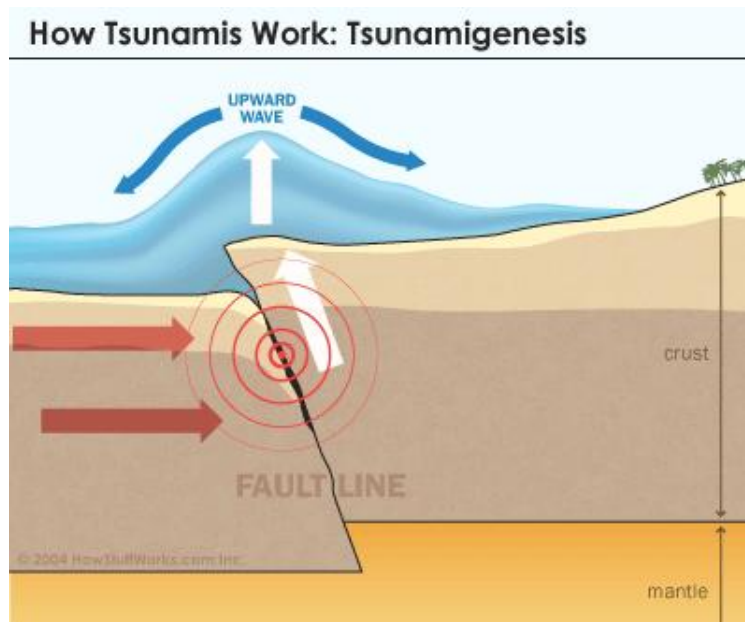 How Tsunamis Work: Tsunamigenesis
UPWARD
WAVE
crust
FAULT LINE
© 2004 HowStuffWorks.com Inc.
mantle